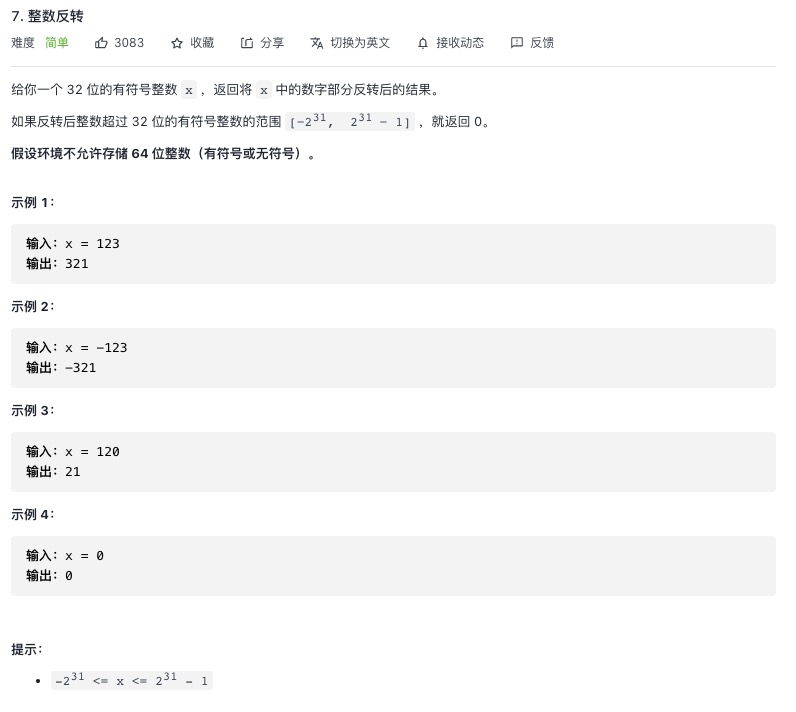 7. 整数反转
难度 简单 3083 收藏 分享 切换为英文 接收动态 反馈
给你一个 32 位的有符号整数 x ，返回将 x 中的数字部分反转后的结果。
如果反转后整数超过 32 位的有符号整数的范围 [−2^31, 2^31 − 1] ，就返回 0。
假设环境不允许存储 64 位整数（有符号或无符号）。
示例 1：
输入：x = 123
输出：321
示例 2：
输入：x = −123
输出：−321
示例 3：
输入：x = 120
输出：21
示例 4：
输入：x = 0
输出：0
提示：
• −2^31 <= x <= 2^31 − 1